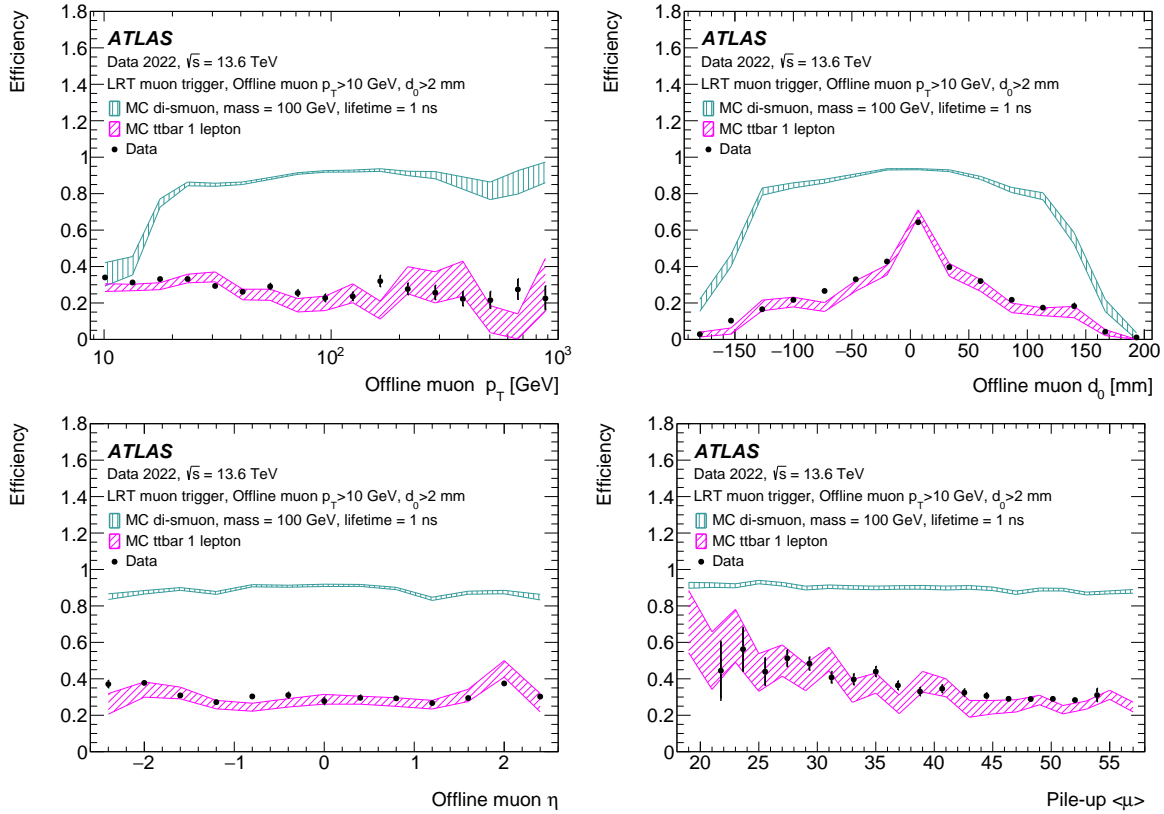 Efficiency
1.8
1.6
1.4
1.2
1
0.8
0.6
0.4
0.2
0
ATLAS
Data 2022, √s = 13.6 TeV
LRT muon trigger, Offline muon p_T>10 GeV, d_0>2 mm
MC di-smuon, mass = 100 GeV, lifetime = 1 ns
MC ttbar 1 lepton
Data
10 10² 10³
Offline muon p_T [GeV]
Efficiency
1.8
1.6
1.4
1.2
1
0.8
0.6
0.4
0.2
0
ATLAS
Data 2022, √s = 13.6 TeV
LRT muon trigger, Offline muon p_T>10 GeV, d_0>2 mm
MC di-smuon, mass = 100 GeV, lifetime = 1 ns
MC ttbar 1 lepton
Data
−150 −100 −50 0 50 100 150 200
Offline muon d_0 [mm]
Efficiency
1.8
1.6
1.4
1.2
1
0.8
0.6
0.4
0.2
0
ATLAS
Data 2022, √s = 13.6 TeV
LRT muon trigger, Offline muon p_T>10 GeV, d_0>2 mm
MC di-smuon, mass = 100 GeV, lifetime = 1 ns
MC ttbar 1 lepton
Data
−2 −1 0 1 2
Offline muon η
Efficiency
1.8
1.6
1.4
1.2
1
0.8
0.6
0.4
0.2
0
ATLAS
Data 2022, √s = 13.6 TeV
LRT muon trigger, Offline muon p_T>10 GeV, d_0>2 mm
MC di-smuon, mass = 100 GeV, lifetime = 1 ns
MC ttbar 1 lepton
Data
20 25 30 35 40 45 50 55
Pile-up <μ>